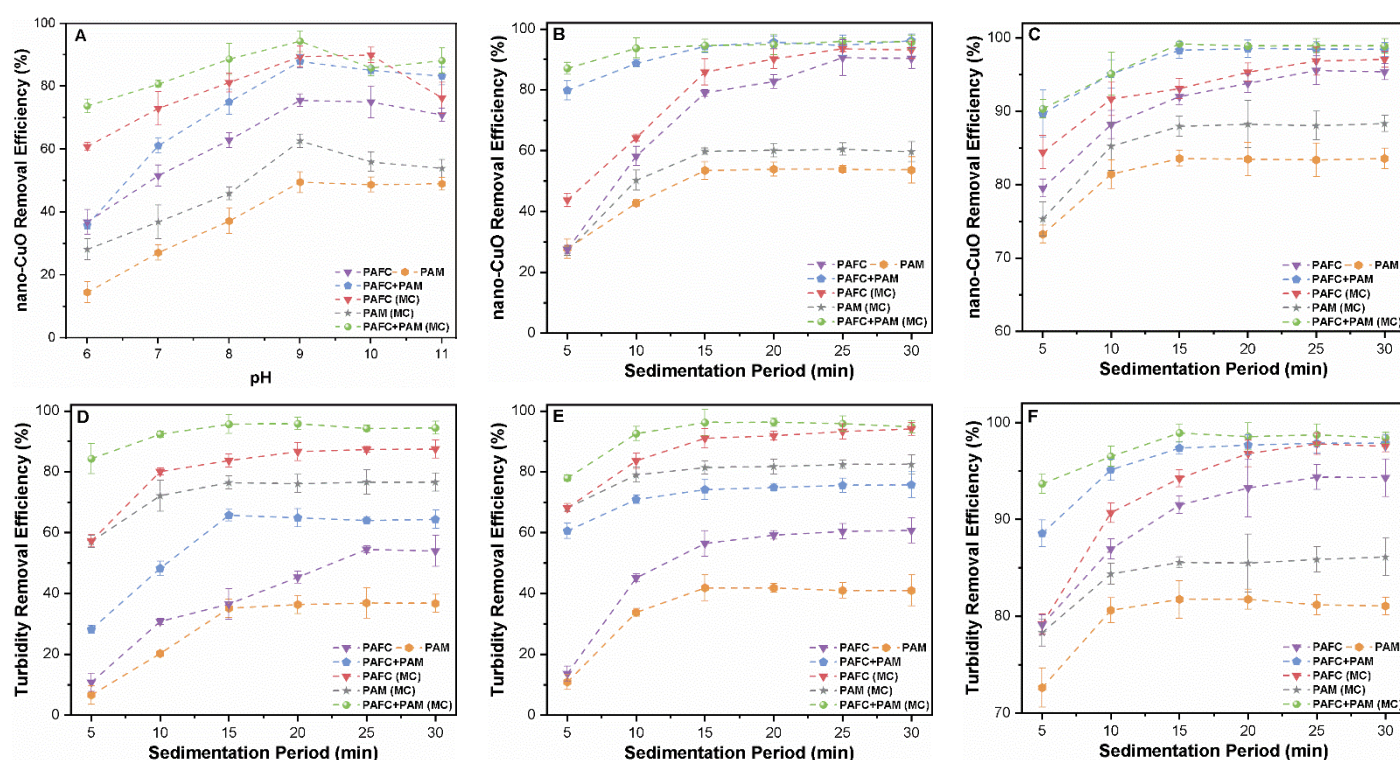 A
nano-CuO Removal Efficiency (%)
100
80
60
40
20
0
6 7 8 9 10 11
pH
PAFC PAM
PAFC+PAM
PAFC (MC)
PAM (MC)
PAFC+PAM (MC)
B
nano-CuO Removal Efficiency (%)
100
80
60
40
20
0
5 10 15 20 25 30
Sedimentation Period (min)
PAFC PAM
PAFC+PAM
PAFC (MC)
PAM (MC)
PAFC+PAM (MC)
C
nano-CuO Removal Efficiency (%)
100
90
80
70
60
5 10 15 20 25 30
Sedimentation Period (min)
PAFC PAM
PAFC+PAM
PAFC (MC)
PAM (MC)
PAFC+PAM (MC)
D
Turbidity Removal Efficiency (%)
100
80
60
40
20
0
5 10 15 20 25 30
Sedimentation Period (min)
PAFC PAM
PAFC+PAM
PAFC (MC)
PAM (MC)
PAFC+PAM (MC)
E
Turbidity Removal Efficiency (%)
100
80
60
40
20
0
5 10 15 20 25 30
Sedimentation Period (min)
PAFC PAM
PAFC+PAM
PAFC (MC)
PAM (MC)
PAFC+PAM (MC)
F
Turbidity Removal Efficiency (%)
100
90
80
70
5 10 15 20 25 30
Sedimentation Period (min)
PAFC PAM
PAFC+PAM
PAFC (MC)
PAM (MC)
PAFC+PAM (MC)